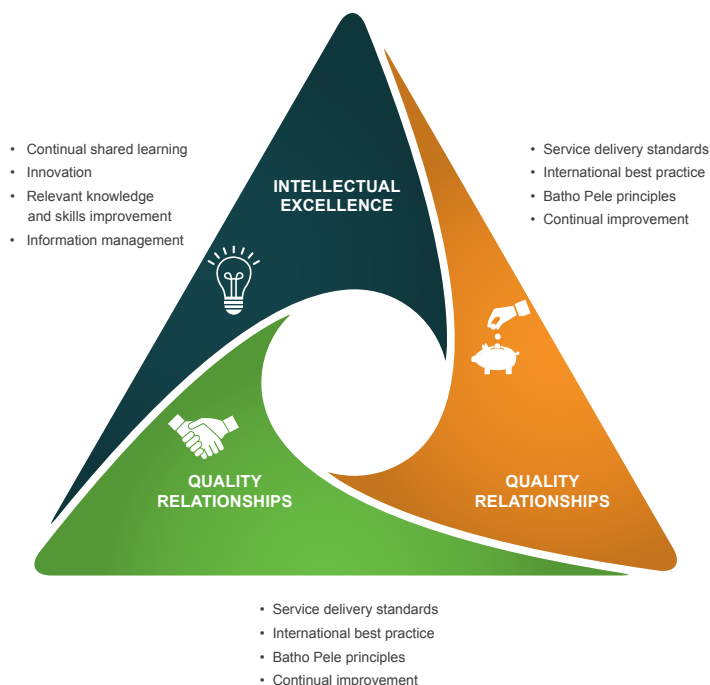 • Continual shared learning
• Innovation
• Relevant knowledge
and skills improvement
• Information management
INTELLECTUAL
EXCELLENCE
• Service delivery standards
• International best practice
• Batho Pele principles
• Continual improvement
QUALITY
RELATIONSHIPS
QUALITY
RELATIONSHIPS
• Service delivery standards
• International best practice
• Batho Pele principles
• Continual improvement